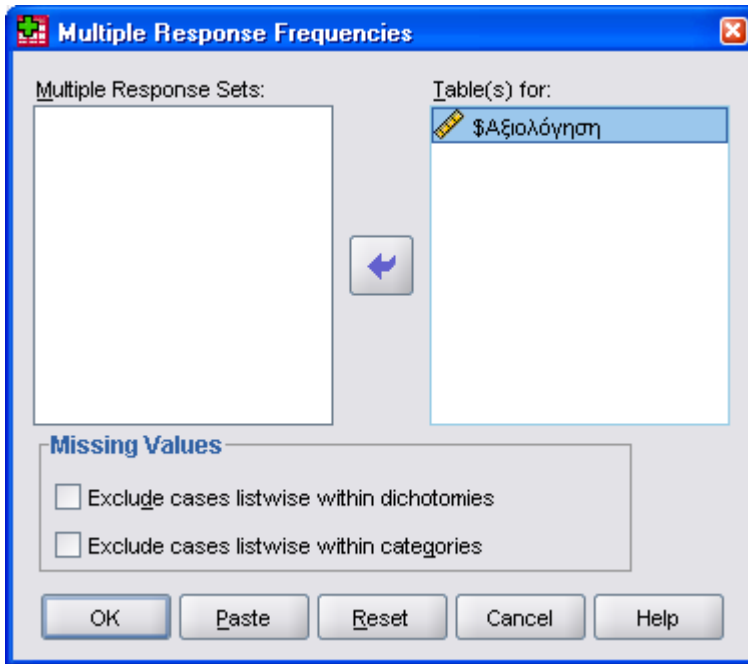 Multiple Response Frequencies
Multiple Response Sets:
Table(s) for:
$Αξιολόγηση
Missing Values
Exclude cases listwise within dichotomies
Exclude cases listwise within categories
OK
Paste
Reset
Cancel
Help